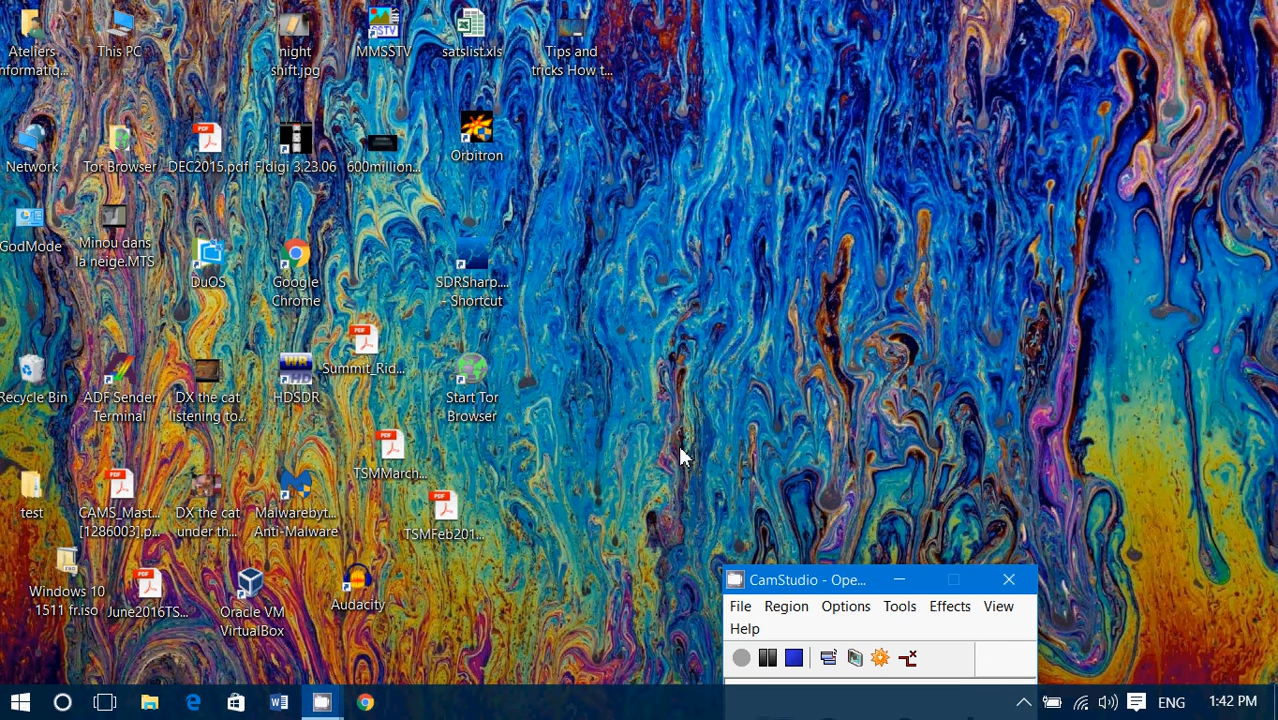 Ateliers
nformatiq...
This PC
night
shift.jpg
MMSSTV
satslist.xls
Tips and
tricks How t...
Network
Tor Browser
DEC2015.pdf
Fldigi 3.23.06
600million...
Orbitron
GodMode
Minou dans
la neige.MTS
DuOS
Google
Chrome
SDRSharp....
– Shortcut
Summit_Rid...
Recycle Bin
ADF Sender
Terminal
DX the cat
listening to...
HDSDR
Start Tor
Browser
TSMMarch...
test
CAMS_Mast...
[1286003].p...
DX the cat
under th...
Malwarebyt...
Anti-Malware
TSMFeb201...
Windows 10
1511 fr.iso
June2016TS...
Oracle VM
VirtualBox
Audacity
CamStudio - Ope...
File Region Options Tools Effects View
Help
ENG
1:42 PM